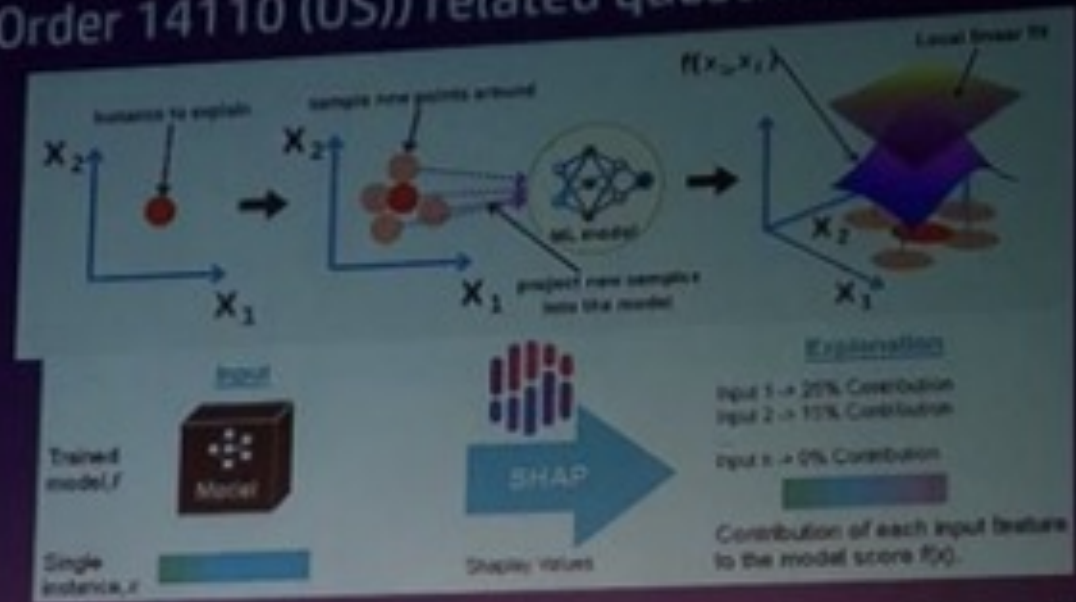 Order 14110 (US)) related
Instance to explain
X2
X1
sample new points around
X2
X1
ML model
project new samples
into the model
Local linear fit
X2
X1
Input
Trained
model,f
Model
Single
instance,x
SHAP
Shapley Values
Explanation
Input 1 -> 20% Contribution
Input 2 -> 15% Contribution
Input n -> 0% Contribution
Contribution of each input feature
to the model score f(x).